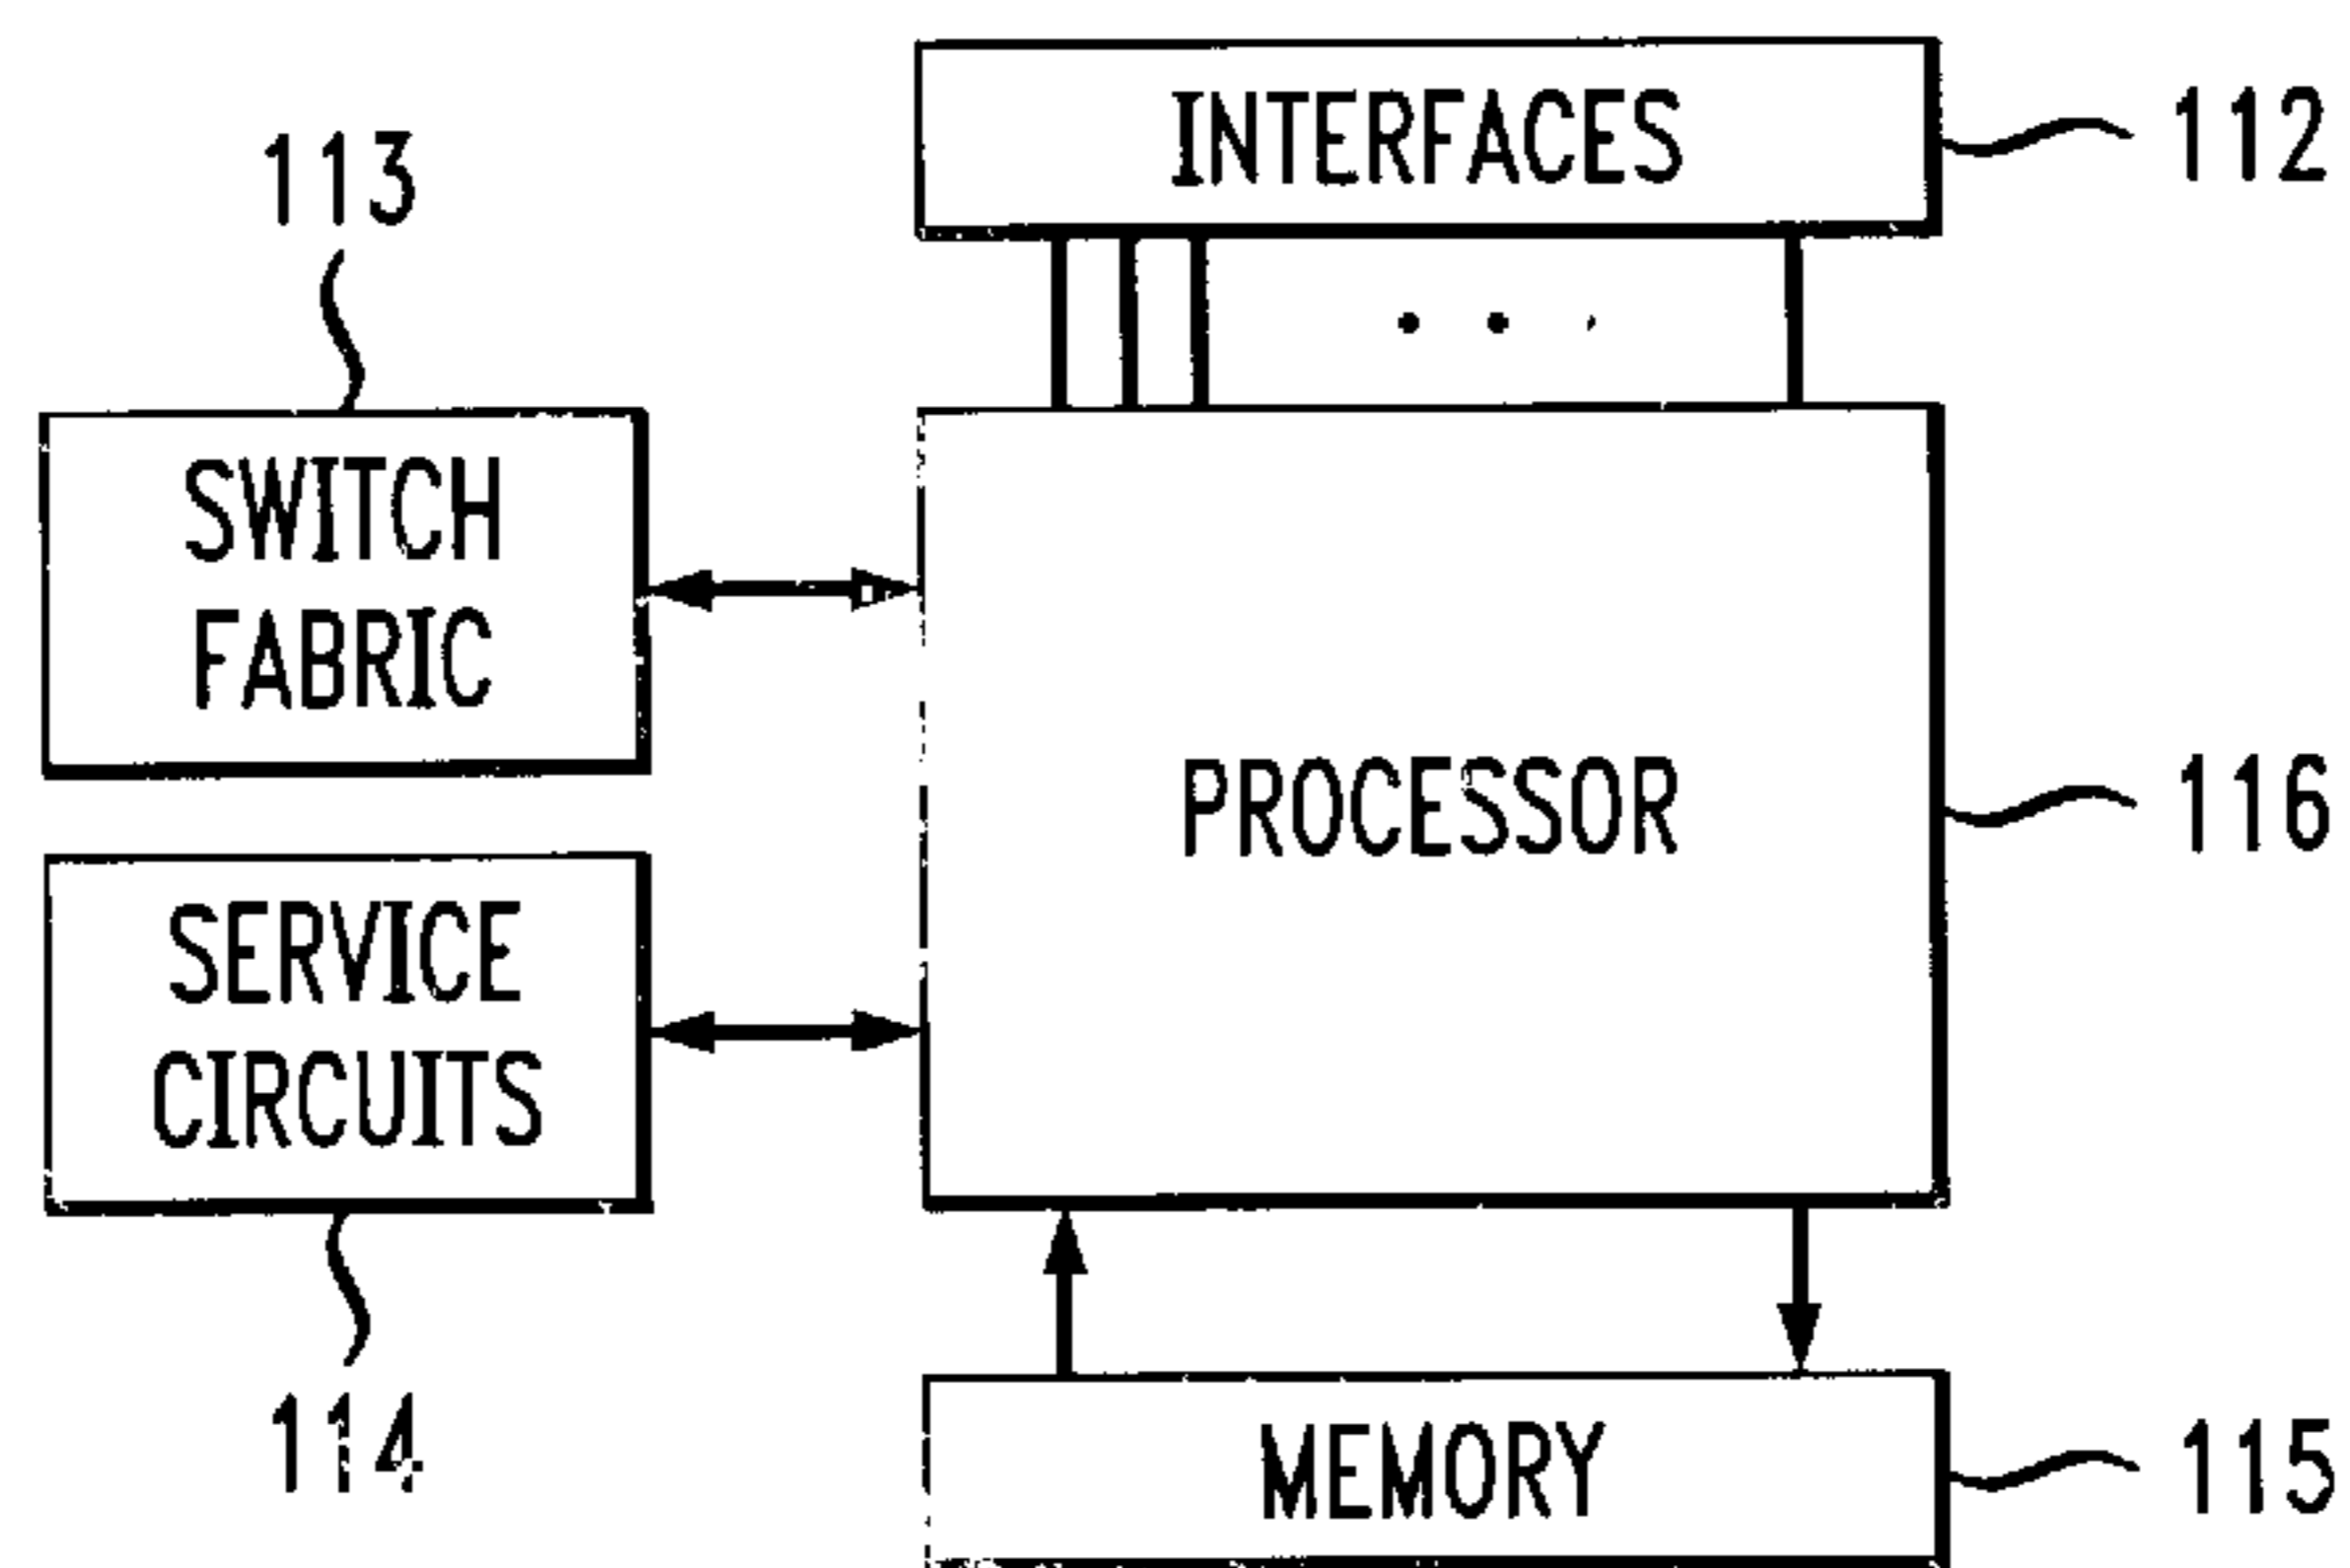 INTERFACES
112
113
SWITCH
FABRIC
PROCESSOR
116
SERVICE
CIRCUITS
114
MEMORY
115